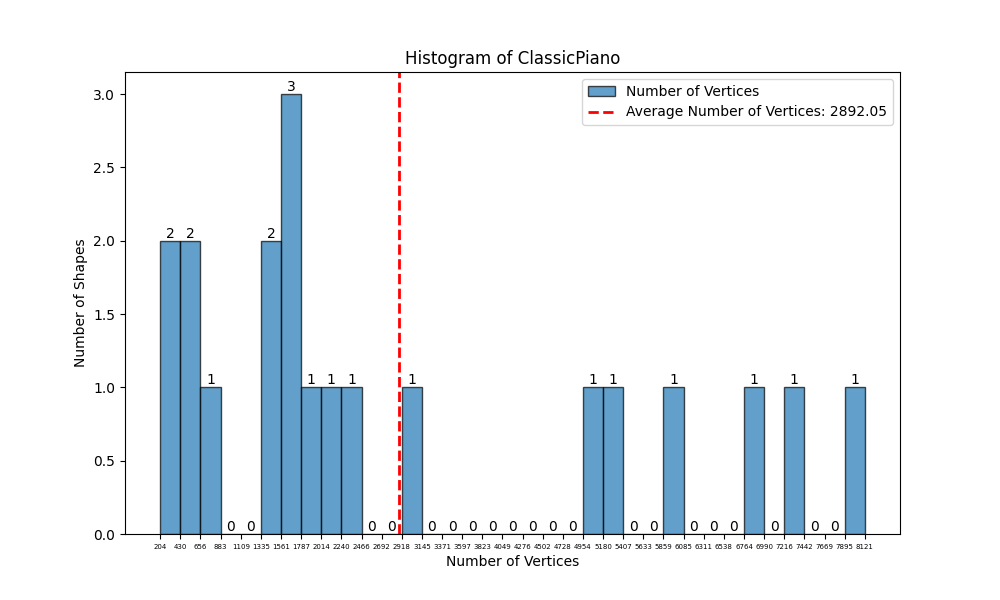 Histogram of ClassicPiano
Number of Vertices
Average Number of Vertices: 2892.05
Number of Shapes
3.0
2.5
2.0
1.5
1.0
0.5
0.0
2 2 1 0 0 2 3 1 1 1 0 0 1 0 0 0 0 0 0 0 0 1 1 0 0 1 0 0 0 1 0 1 0 0 1
204 430 656 883 1109 1335 1561 1787 2014 2240 2466 2692 2918 3145 3371 3597 3823 4049 4276 4502 4728 4954 5180 5407 5633 5859 6085 6311 6538 6764 6990 7216 7442 7669 7895 8121
Number of Vertices